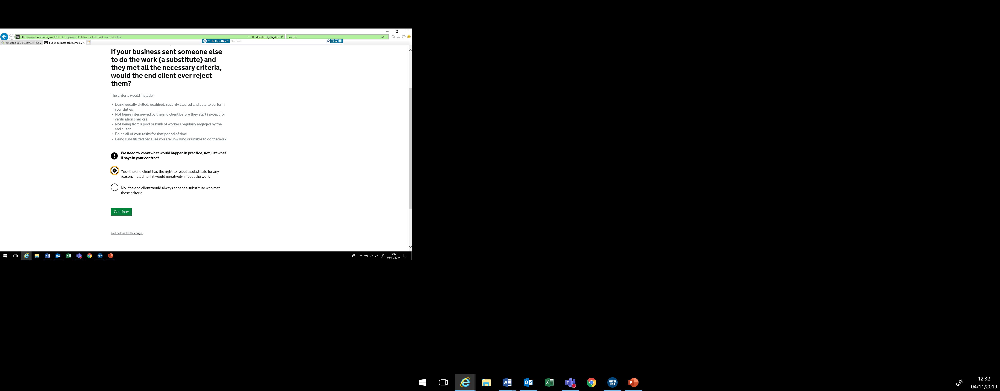 https://www.tax.service.gov.uk/check-employment-status-for-tax/could-send-substitute
Identified by DigiCert
Search...
What the BBC presenters' IR35 ...
If your business sent someo...
In the office
Make a call
If your business sent someone else
to do the work (a substitute) and
they met all the necessary criteria,
would the end client ever reject
them?
The criteria would include:
• Being equally skilled, qualified, security cleared and able to perform
your duties
• Not being interviewed by the end client before they start (except for
verification checks)
• Not being from a pool or bank of workers regularly engaged by the
end client
• Doing all of your tasks for that period of time
• Being substituted because you are unwilling or unable to do the work
! We need to know what would happen in practice, not just what
it says in your contract.
Yes - the end client has the right to reject a substitute for any
reason, including if it would negatively impact the work
No - the end client would always accept a substitute who met
these criteria
Continue
Get help with this page.
12:32
04/11/2019
MITEL
UCA
12:32
04/11/2019